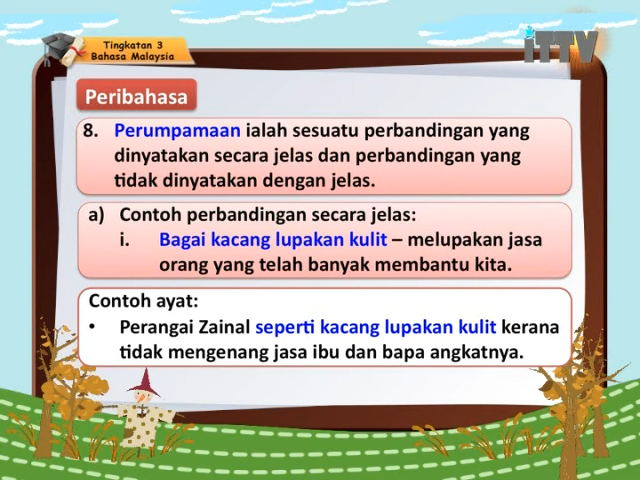 Tingkatan 3
Bahasa Malaysia
iTTV
Peribahasa
8. Perumpamaan ialah sesuatu perbandingan yang
dinyatakan secara jelas dan perbandingan yang
tidak dinyatakan dengan jelas.
a) Contoh perbandingan secara jelas:
i. Bagai kacang lupakan kulit – melupakan jasa
orang yang telah banyak membantu kita.
Contoh ayat:
• Perangai Zainal seperti kacang lupakan kulit kerana
tidak mengenang jasa ibu dan bapa angkatnya.